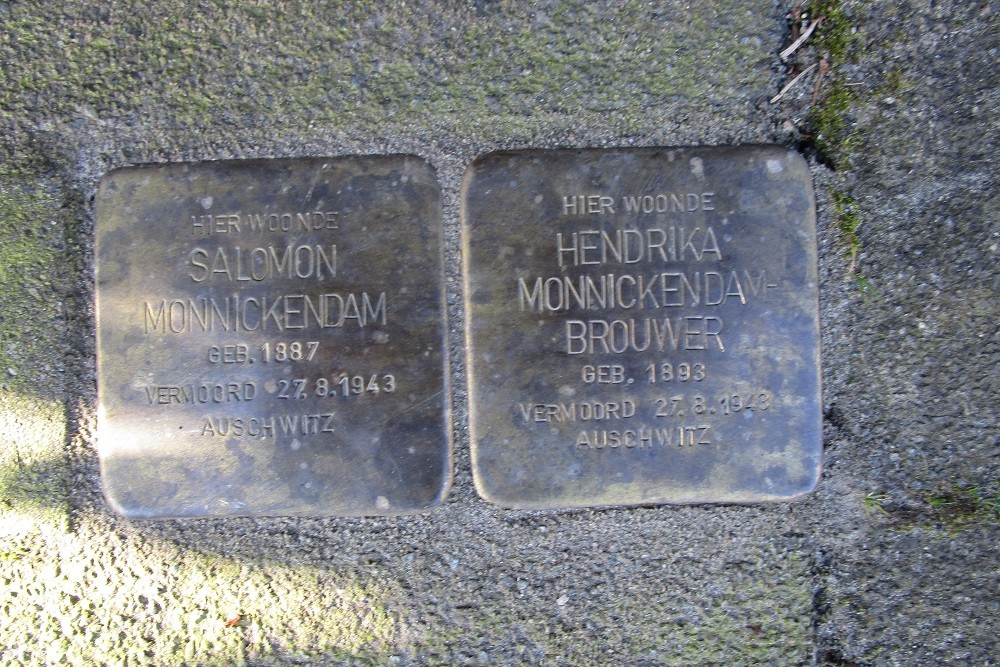 HIER WOONDE
SALOMON
MONNICKENDAM
GEB. 1887
VERMOORD 27.8.1943
AUSCHWITZ
HIER WOONDE
HENDRIKA
MONNICKENDAM-
BROUWER
GEB. 1893
VERMOORD 27.8.1943
AUSCHWITZ